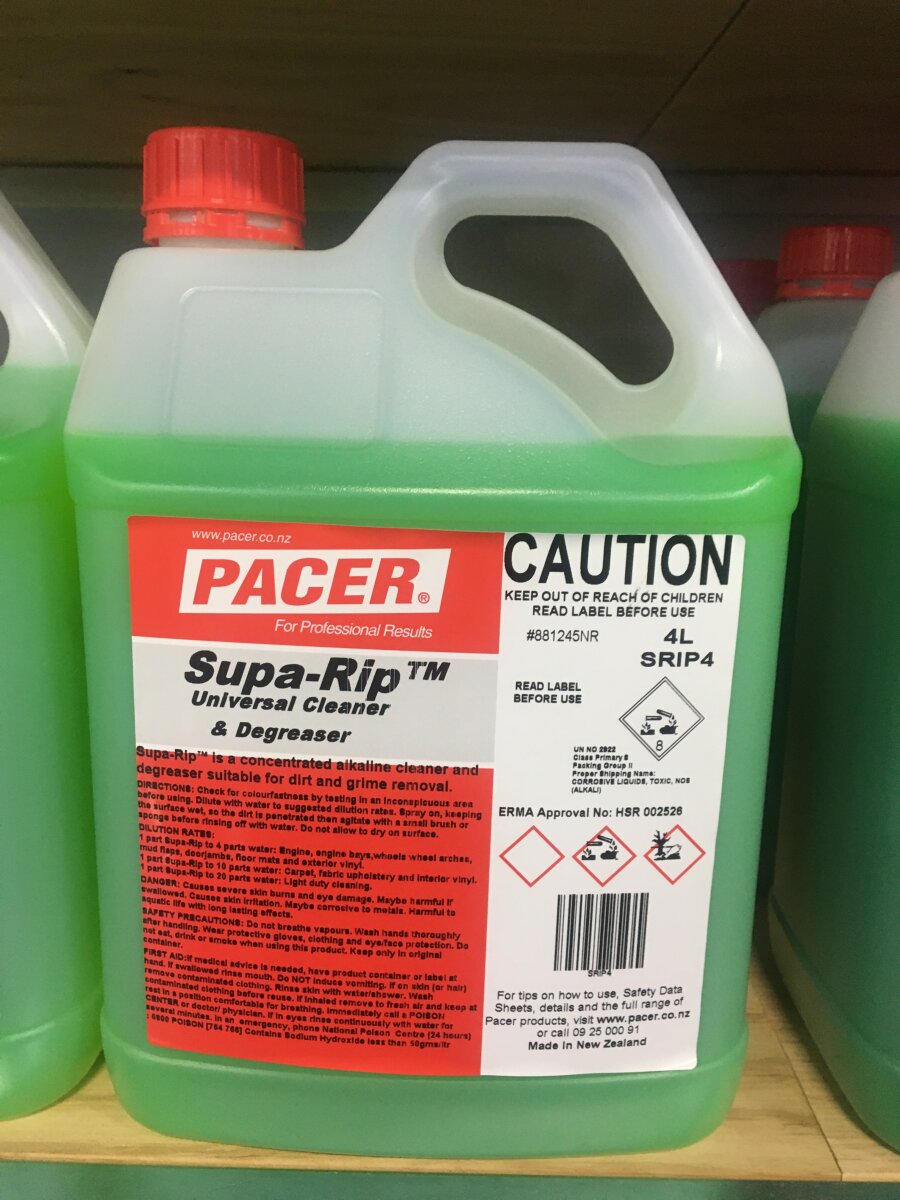 www.pacer.co.nz
PACER®
For Professional Results
Supa-Rip™
Universal Cleaner
& Degreaser
Supa-Rip™ is a concentrated alkaline cleaner and
degreaser suitable for dirt and grime removal.
DIRECTIONS: Check for colourfastness by testing in an inconspicuous area
before using. Dilute with water to suggested dilution rates. Spray on, keeping
the surface wet, so the dirt is penetrated then agitate with a small brush or
sponge before rinsing off with water. Do not allow to dry on surface.
DILUTION RATES:
1 part Supa-Rip to 4 parts water: Engine, engine bays,wheels wheel arches,
mud flaps, doorjambs, floor mats and exterior vinyl.
1 part Supa-Rip to 10 parts water: Carpet, fabric upholstery and interior vinyl.
1 part Supa-Rip to 20 parts water: Light duty cleaning.
DANGER: Causes severe skin burns and eye damage. Maybe harmful if
swallowed. Causes skin irritation. Maybe corrosive to metals. Harmful to
aquatic life with long lasting effects.
SAFETY PRECAUTIONS: Do not breathe vapours. Wash hands thoroughly
after handling. Wear protective gloves, clothing and eye/face protection. Do
not eat, drink or smoke when using this product. Keep only in original
container.
FIRST AID:If medical advice is needed, have product container or label at
hand. If swallowed rinse mouth. Do NOT induce vomiting. If on skin (or hair)
remove contaminated clothing. Rinse skin with water/shower. Wash
contaminated clothing before reuse. If inhaled remove to fresh air and keep at
rest in a position comfortable for breathing. Immediately call a POISON
CENTER or doctor/ physician. If in eyes rinse continuously with water for
several minutes. In an emergency, phone National Poison Centre (24 hours)
0800 POISON [764 766] Contains Sodium Hydroxide less than 50gms/ltr
CAUTION
KEEP OUT OF REACH OF CHILDREN
READ LABEL BEFORE USE
#881245NR
4L
SRIP4
READ LABEL
BEFORE USE
8
UN NO 2922
Class Primary 8
Packing Group II
Proper Shipping Name:
CORROSIVE LIQUIDS, TOXIC, NOS
(ALKALI)
ERMA Approval No: HSR 002526
SRIP4
For tips on how to use, Safety Data
Sheets, details and the full range of
Pacer products, visit www.pacer.co.nz
or call 09 25 000 91
Made In New Zealand